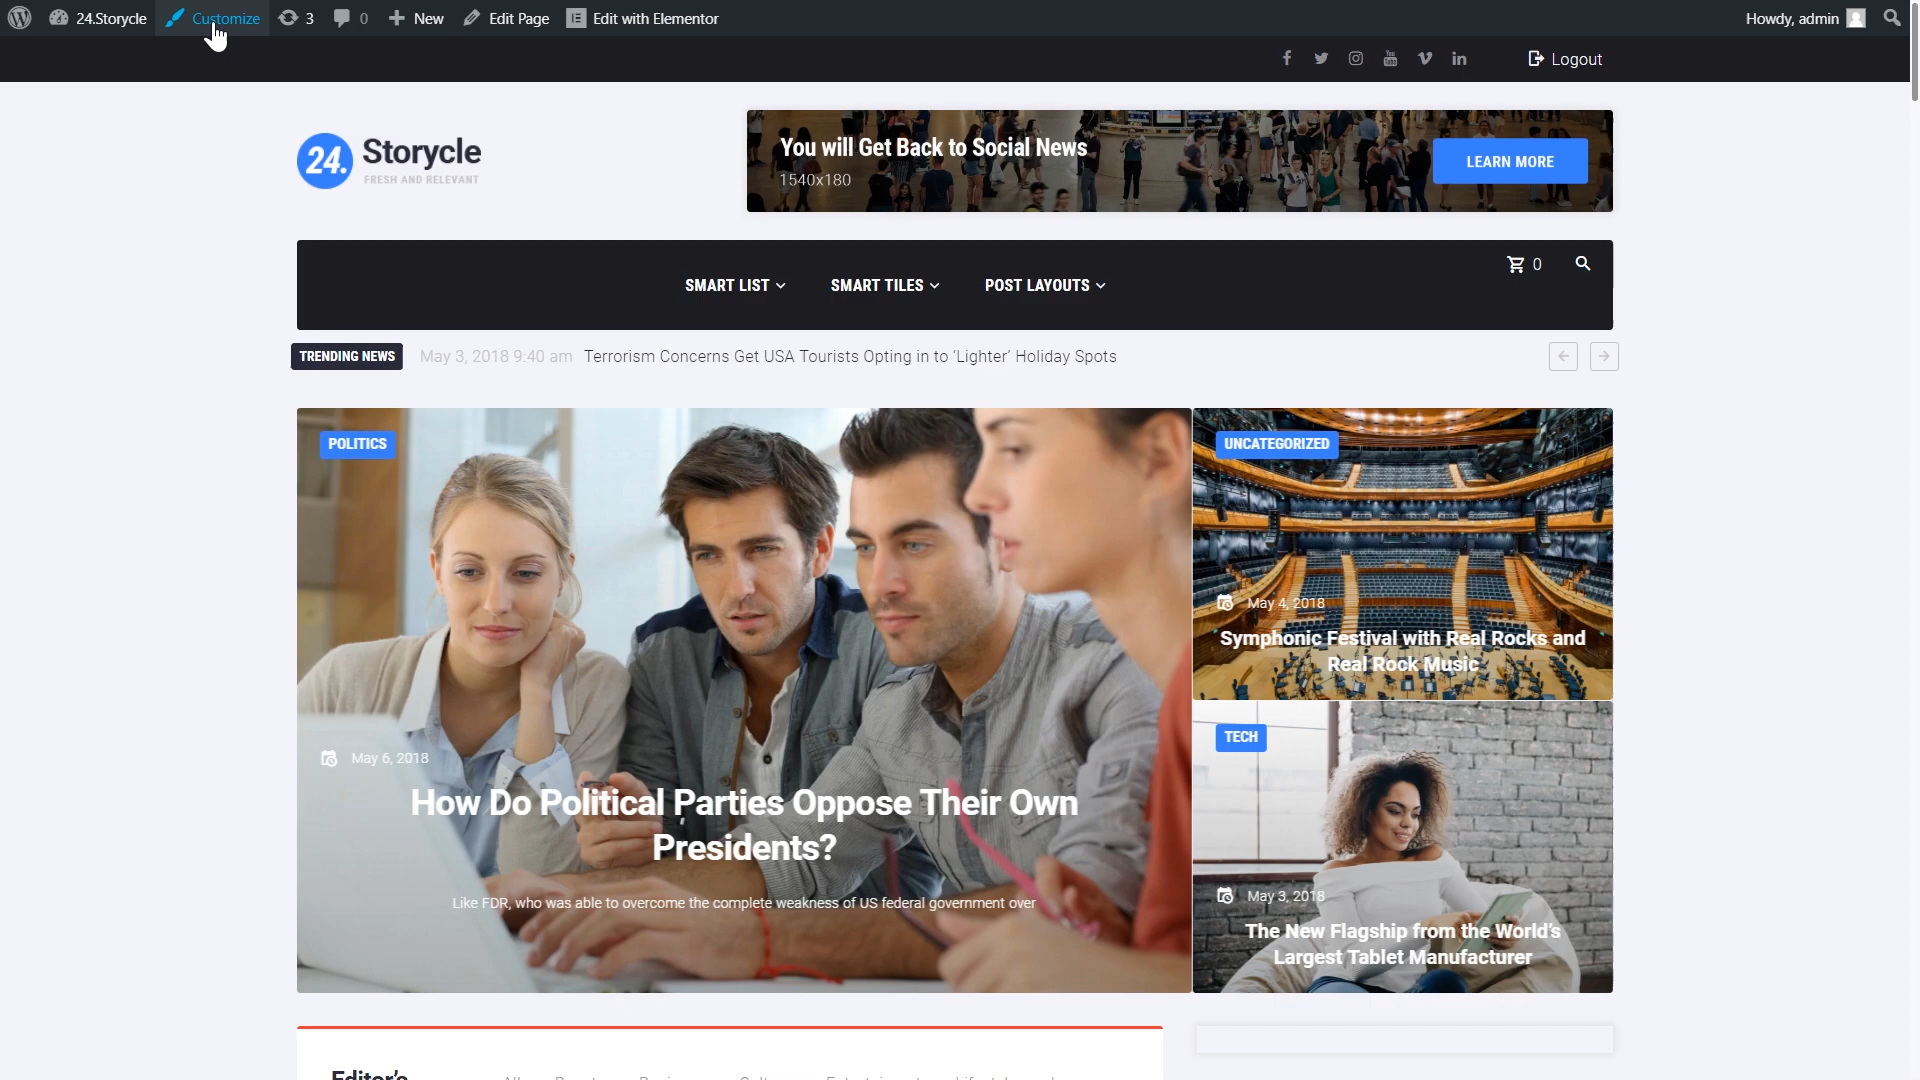 24.Storycle Customize 3 0 New Edit Page Edit with Elementor Howdy, admin
Logout
24. Storycle
FRESH AND RELEVANT
You will Get Back to Social News
1540x180
LEARN MORE
0
SMART LIST SMART TILES POST LAYOUTS
TRENDING NEWS May 3, 2018 9:40 am Terrorism Concerns Get USA Tourists Opting in to ‘Lighter’ Holiday Spots
POLITICS
May 6, 2018
How Do Political Parties Oppose Their Own
Presidents?
Like FDR, who was able to overcome the complete weakness of US federal government over
UNCATEGORIZED
May 4, 2018
Symphonic Festival with Real Rocks and
Real Rock Music
TECH
May 3, 2018
The New Flagship from the World’s
Largest Tablet Manufacturer
Editor’s